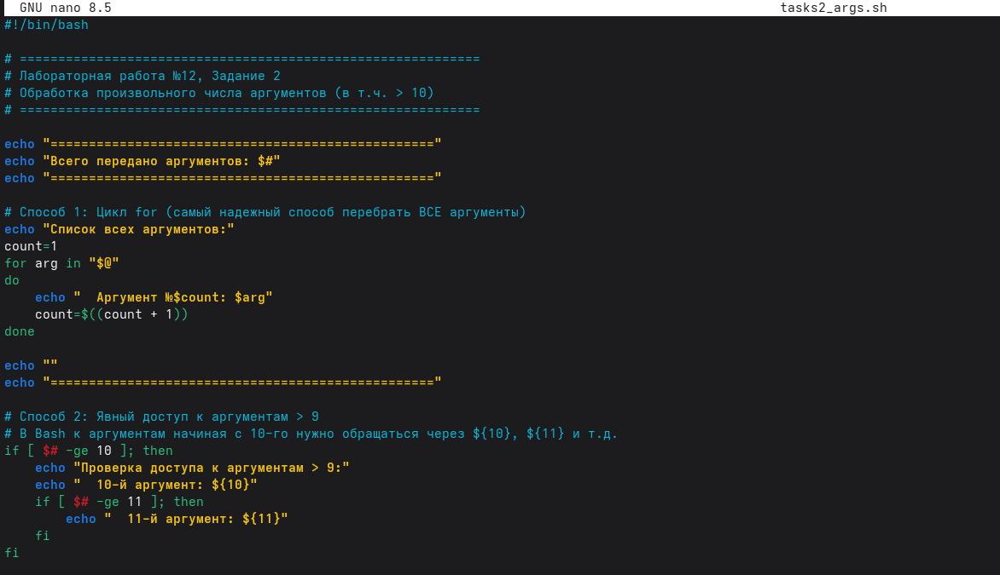 GNU nano 8.5 tasks2_args.sh
#!/bin/bash
# ============================================================
# Лабораторная работа №12, Задание 2
# Обработка произвольного числа аргументов (в т.ч. > 10)
# ============================================================
echo "=================================================="
echo "Всего передано аргументов: $#"
echo "=================================================="
# Способ 1: Цикл for (самый надежный способ перебрать ВСЕ аргументы)
echo "Список всех аргументов:"
count=1
for arg in "$@"
do
    echo "  Аргумент №$count: $arg"
    count=$((count + 1))
done
echo ""
echo "=================================================="
# Способ 2: Явный доступ к аргументам > 9
# В Bash к аргументам начиная с 10-го нужно обращаться через ${10}, ${11} и т.д.
if [ $# -ge 10 ]; then
    echo "Проверка доступа к аргументам > 9:"
    echo "  10-й аргумент: ${10}"
    if [ $# -ge 11 ]; then
        echo "  11-й аргумент: ${11}"
    fi
fi